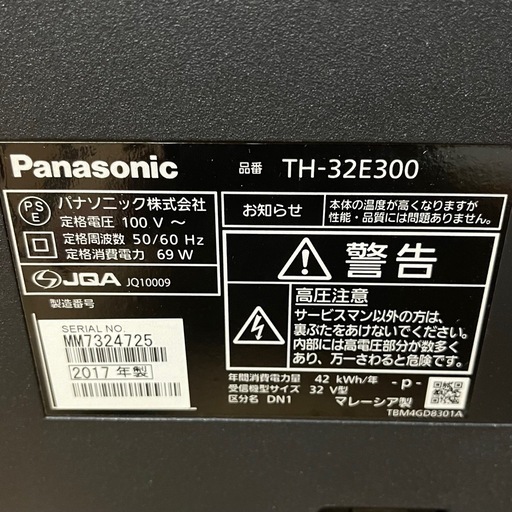 Panasonic 品番 TH-32E300
PS
E
パナソニック株式会社
定格電圧 100 V ～
定格周波数 50/60 Hz
定格消費電力 69 W
JQA JQ10009
製造番号
SERIAL NO.
MM7324725
2017 年製
お知らせ
本体の温度が高くなりますが
性能・品質には問題ありません。
警告
高圧注意
サービスマン以外の方は、
裏ぶたをあけないでください。
内部には高電圧部分が数多く
あり、万一さわると危険です。
年間消費電力量 42 kWh/年 -P-
受信機型サイズ 32 V型
区分名 DN1 マレーシア製
TBM4GD8301A